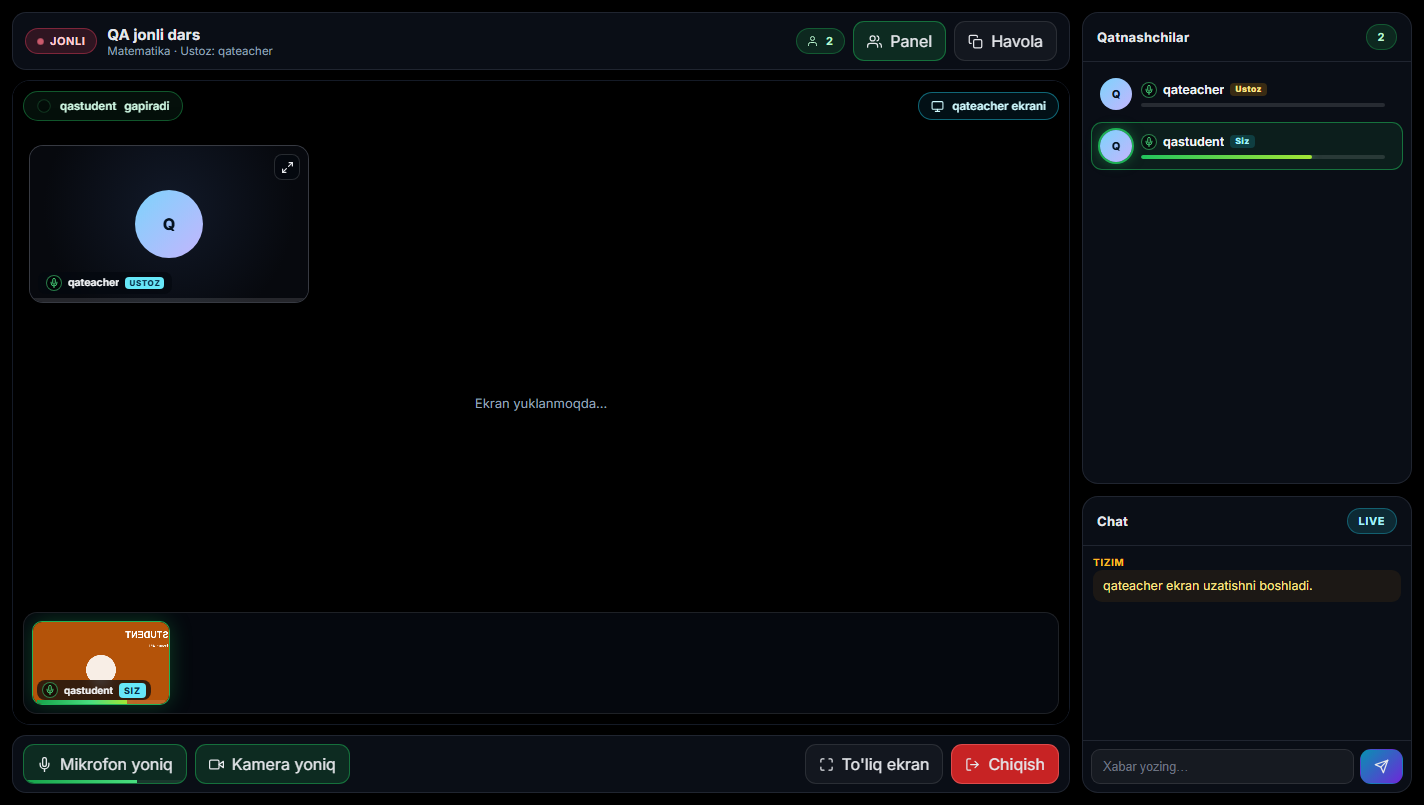 JONLI
QA jonli dars
Matematika · Ustoz: qateacher
2
Panel
Havola
qastudent gapiradi
qateacher ekrani
Q
qateacher USTOZ
Ekran yuklanmoqda...
STUDENT
qastudent SIZ
Mikrofon yoniq
Kamera yoniq
To'liq ekran
Chiqish
Qatnashchilar
2
Q
qateacher Ustoz
Q
qastudent Siz
Chat
LIVE
TIZIM
qateacher ekran uzatishni boshladi.
Xabar yozing...